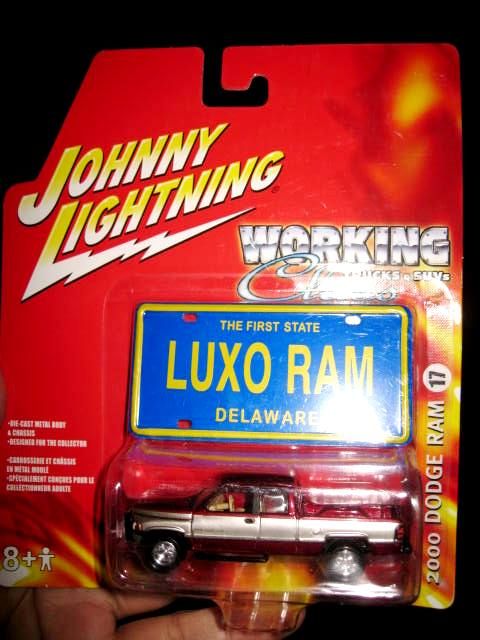 JOHNNY
LIGHTNING®
WORKING
Class
TRUCKS & SUVs
THE FIRST STATE
LUXO RAM
DELAWARE
•DIE-CAST METAL BODY
& CHASSIS
•DESIGNED FOR THE COLLECTOR
•CARROSSERIE ET CHÂSSIS
EN MÉTAL MOULÉ
•SPÉCIALEMENT CONÇUES POUR LE
COLLECTIONNEUR ADULTE
8+
2000 DODGE RAM 17